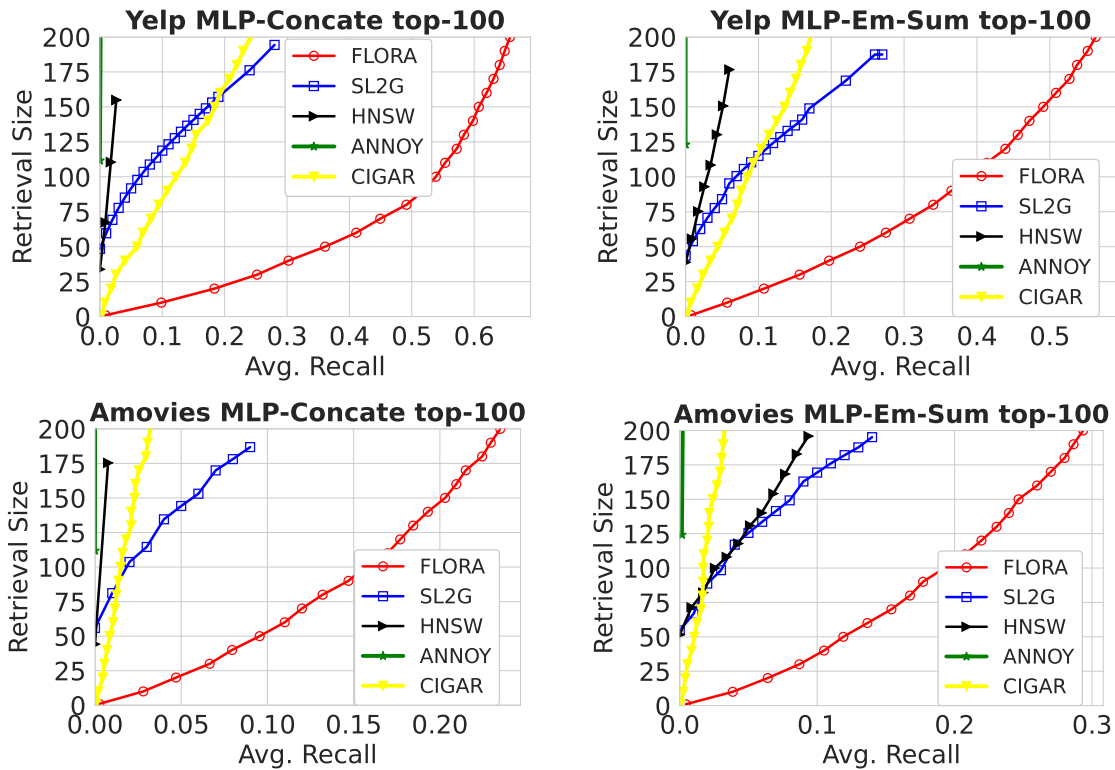 Yelp MLP-Concate top-100
Retrieval Size
200
175
150
125
100
75
50
25
0
0.0 0.1 0.2 0.3 0.4 0.5 0.6
Avg. Recall
FLORA
SL2G
HNSW
ANNOY
CIGAR
Yelp MLP-Em-Sum top-100
Retrieval Size
200
175
150
125
100
75
50
25
0
0.0 0.1 0.2 0.3 0.4 0.5
Avg. Recall
FLORA
SL2G
HNSW
ANNOY
CIGAR
Amovies MLP-Concate top-100
Retrieval Size
200
175
150
125
100
75
50
25
0
0.00 0.05 0.10 0.15 0.20
Avg. Recall
FLORA
SL2G
HNSW
ANNOY
CIGAR
Amovies MLP-Em-Sum top-100
Retrieval Size
200
175
150
125
100
75
50
25
0
0.0 0.1 0.2 0.3
Avg. Recall
FLORA
SL2G
HNSW
ANNOY
CIGAR